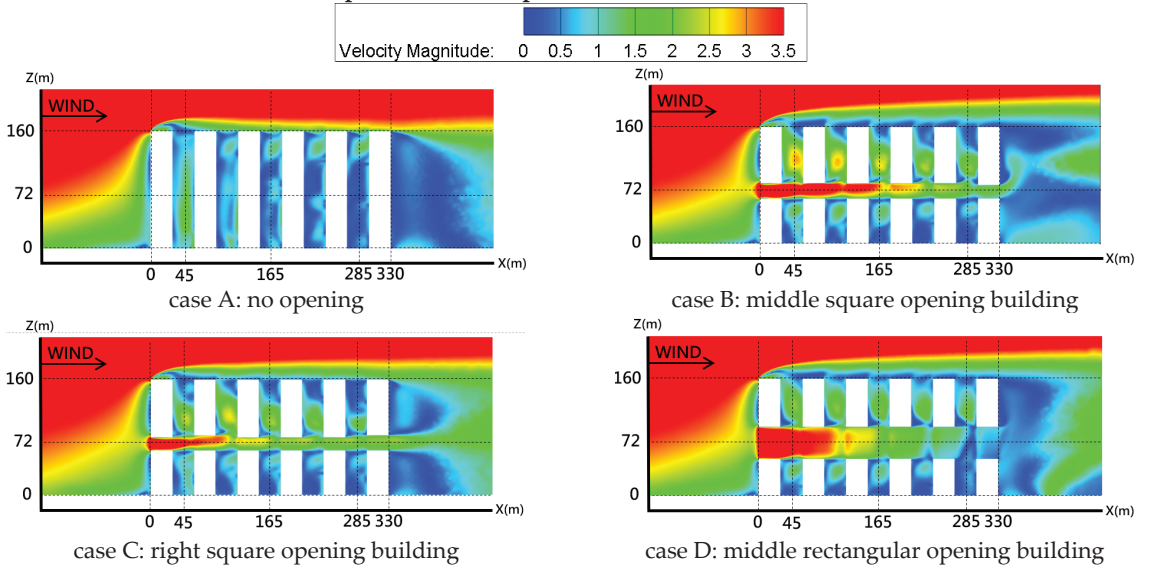 Velocity Magnitude: 0 0.5 1 1.5 2 2.5 3 3.5
Z(m)
WIND
160
72
0
0 45 165 285 330 X(m)
case A: no opening
Z(m)
WIND
160
72
0
0 45 165 285 330 X(m)
case B: middle square opening building
Z(m)
WIND
160
72
0
0 45 165 285 330 X(m)
case C: right square opening building
Z(m)
WIND
160
72
0
0 45 165 285 330 X(m)
case D: middle rectangular opening building